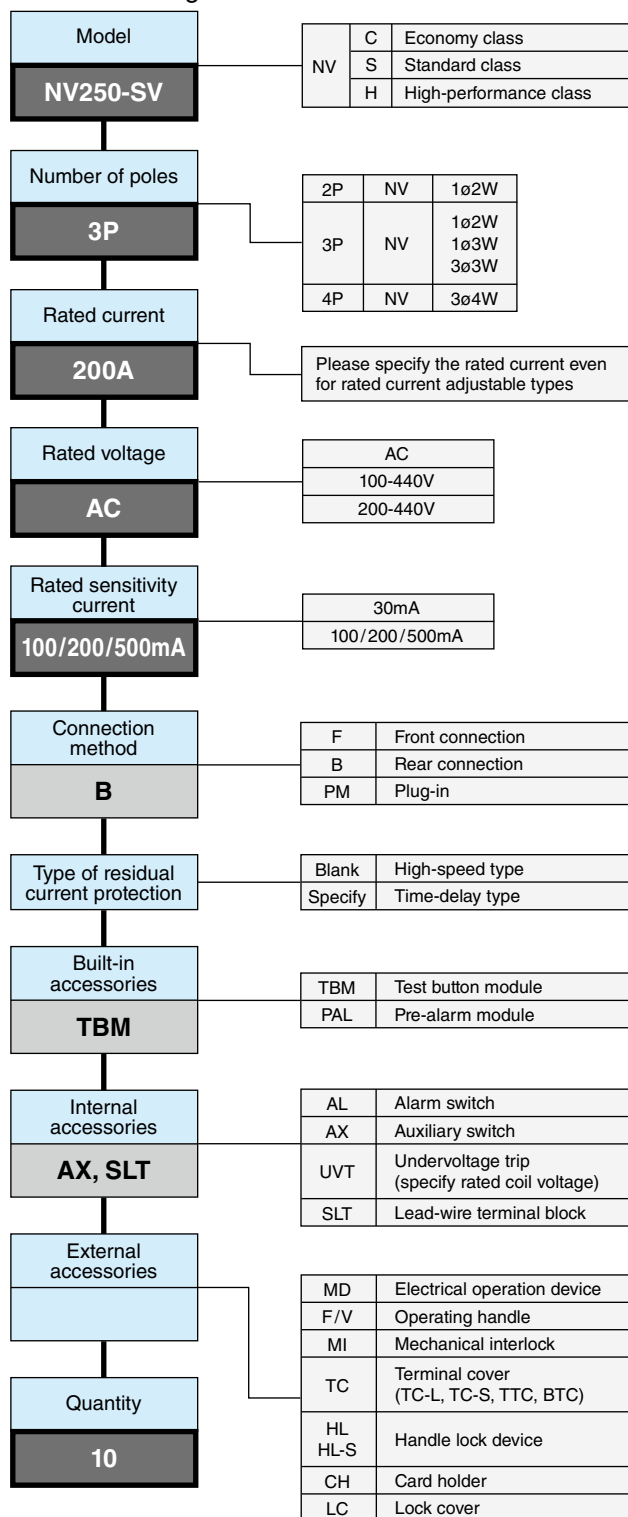 Model
NV250-SV
NV
C Economy class
S Standard class
H High-performance class
Number of poles
3P
2P NV 1ø2W
3P NV 1ø2W
1ø3W
3ø3W
4P NV 3ø4W
Rated current
200A
Please specify the rated current even
for rated current adjustable types
Rated voltage
AC
AC
100-440V
200-440V
Rated sensitivity
current
100/200/500mA
30mA
100/200/500mA
Connection
method
B
F Front connection
B Rear connection
PM Plug-in
Type of residual
current protection
Blank High-speed type
Specify Time-delay type
Built-in
accessories
TBM
TBM Test button module
PAL Pre-alarm module
Internal
accessories
AX, SLT
AL Alarm switch
AX Auxiliary switch
UVT Undervoltage trip
(specify rated coil voltage)
SLT Lead-wire terminal block
External
accessories
MD Electrical operation device
F/V Operating handle
MI Mechanical interlock
TC Terminal cover
(TC-L, TC-S, TTC, BTC)
HL
HL-S Handle lock device
CH Card holder
LC Lock cover
Quantity
10